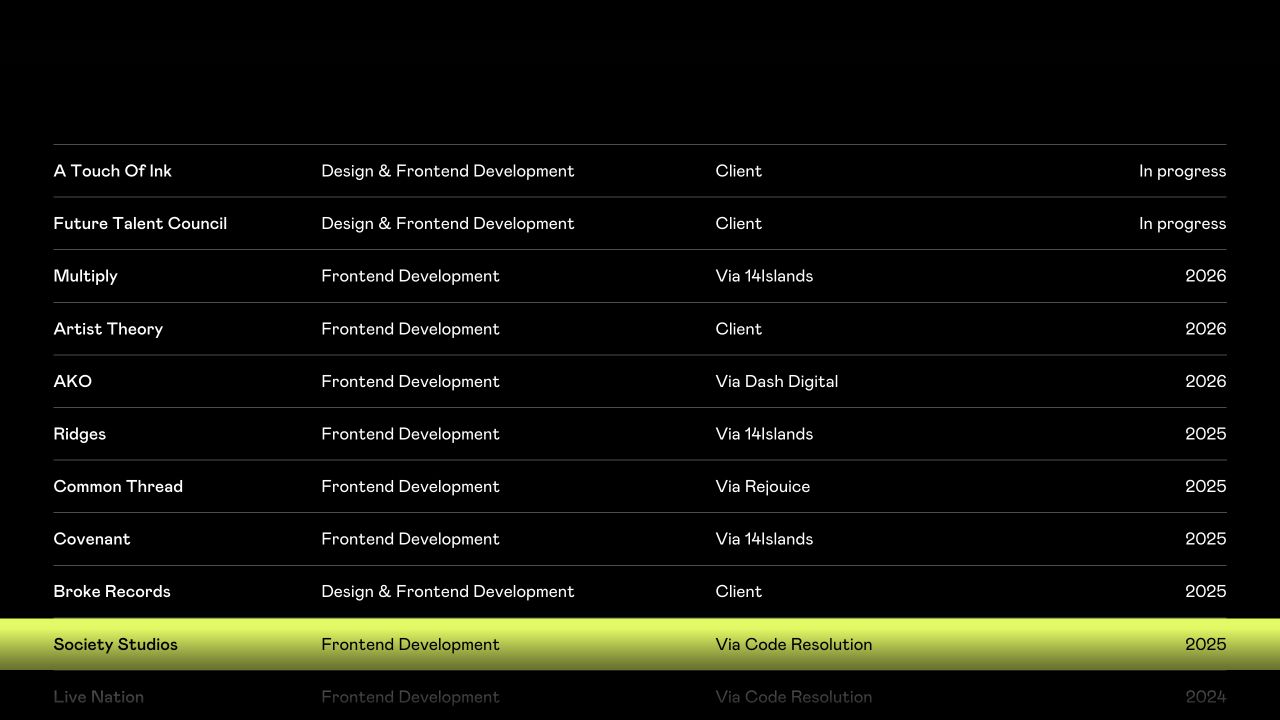 A Touch Of Ink Design & Frontend Development Client In progress
Future Talent Council Design & Frontend Development Client In progress
Multiply Frontend Development Via 14Islands 2026
Artist Theory Frontend Development Client 2026
AKO Frontend Development Via Dash Digital 2026
Ridges Frontend Development Via 14Islands 2025
Common Thread Frontend Development Via Rejouice 2025
Covenant Frontend Development Via 14Islands 2025
Broke Records Design & Frontend Development Client 2025
Society Studios Frontend Development Via Code Resolution 2025
Live Nation Frontend Development Via Code Resolution 2024